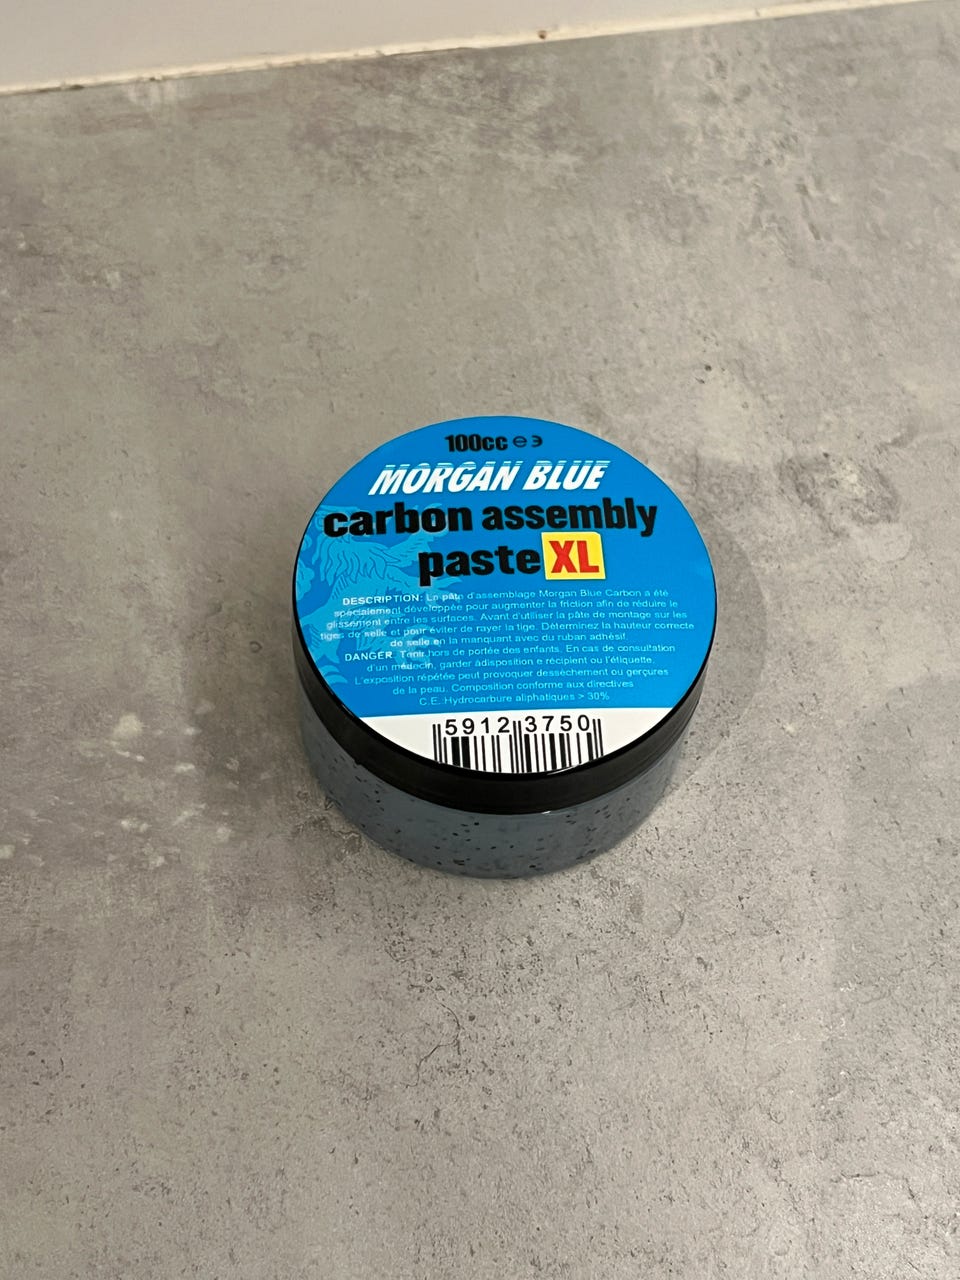 100cc ℮ 3
MORGAN BLUE
carbon assembly
paste XL
DESCRIPTION: La pâte d'assemblage Morgan Blue Carbon a été
spécialement développée pour augmenter la friction afin de réduire le
glissement entre les surfaces. Avant d'utiliser la pâte de montage sur les
tiges de selle et pour éviter de rayer la tige. Déterminez la hauteur correcte
de selle en la manquant avec du ruban adhésif.
DANGER. Tenir hors de portée des enfants. En cas de consultation
d'un médecin, garder àdisposition e récipient ou l'étiquette.
L'exposition répétée peut provoquer dessèchement ou gerçures
de la peau. Composition conforme aux directives
C.E.:Hydrocarbure aliphatiques > 30%
5912 3750